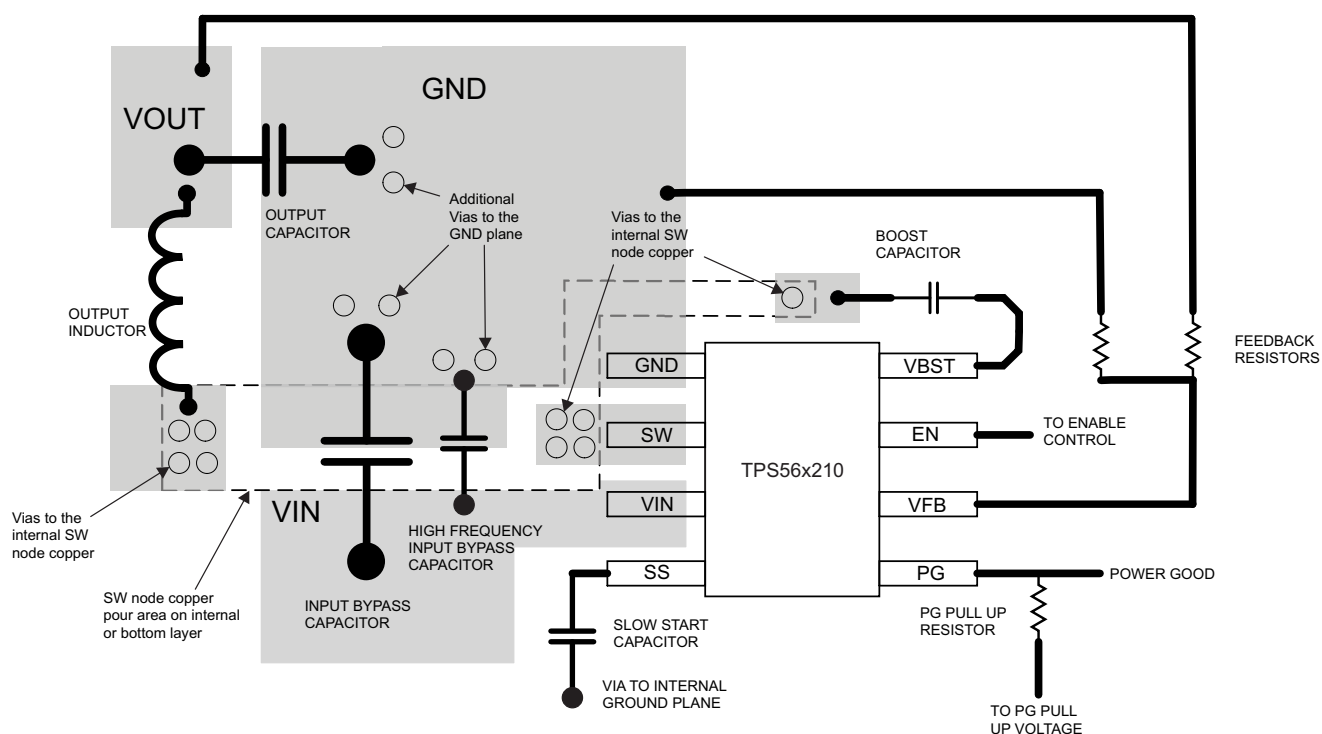 GND
VOUT
OUTPUT
CAPACITOR
Additional
Vias to the
GND plane
Vias to the
internal SW
node copper
BOOST
CAPACITOR
OUTPUT
INDUCTOR
FEEDBACK
RESISTORS
GND
VBST
SW
EN
TO ENABLE
CONTROL
TPS56x210
VIN
VIN
VFB
Vias to the
internal SW
node copper
HIGH FREQUENCY
INPUT BYPASS
CAPACITOR
SS
PG
POWER GOOD
SW node copper
pour area on internal
or bottom layer
INPUT BYPASS
CAPACITOR
SLOW START
CAPACITOR
PG PULL UP
RESISTOR
VIA TO INTERNAL
GROUND PLANE
TO PG PULL
UP VOLTAGE